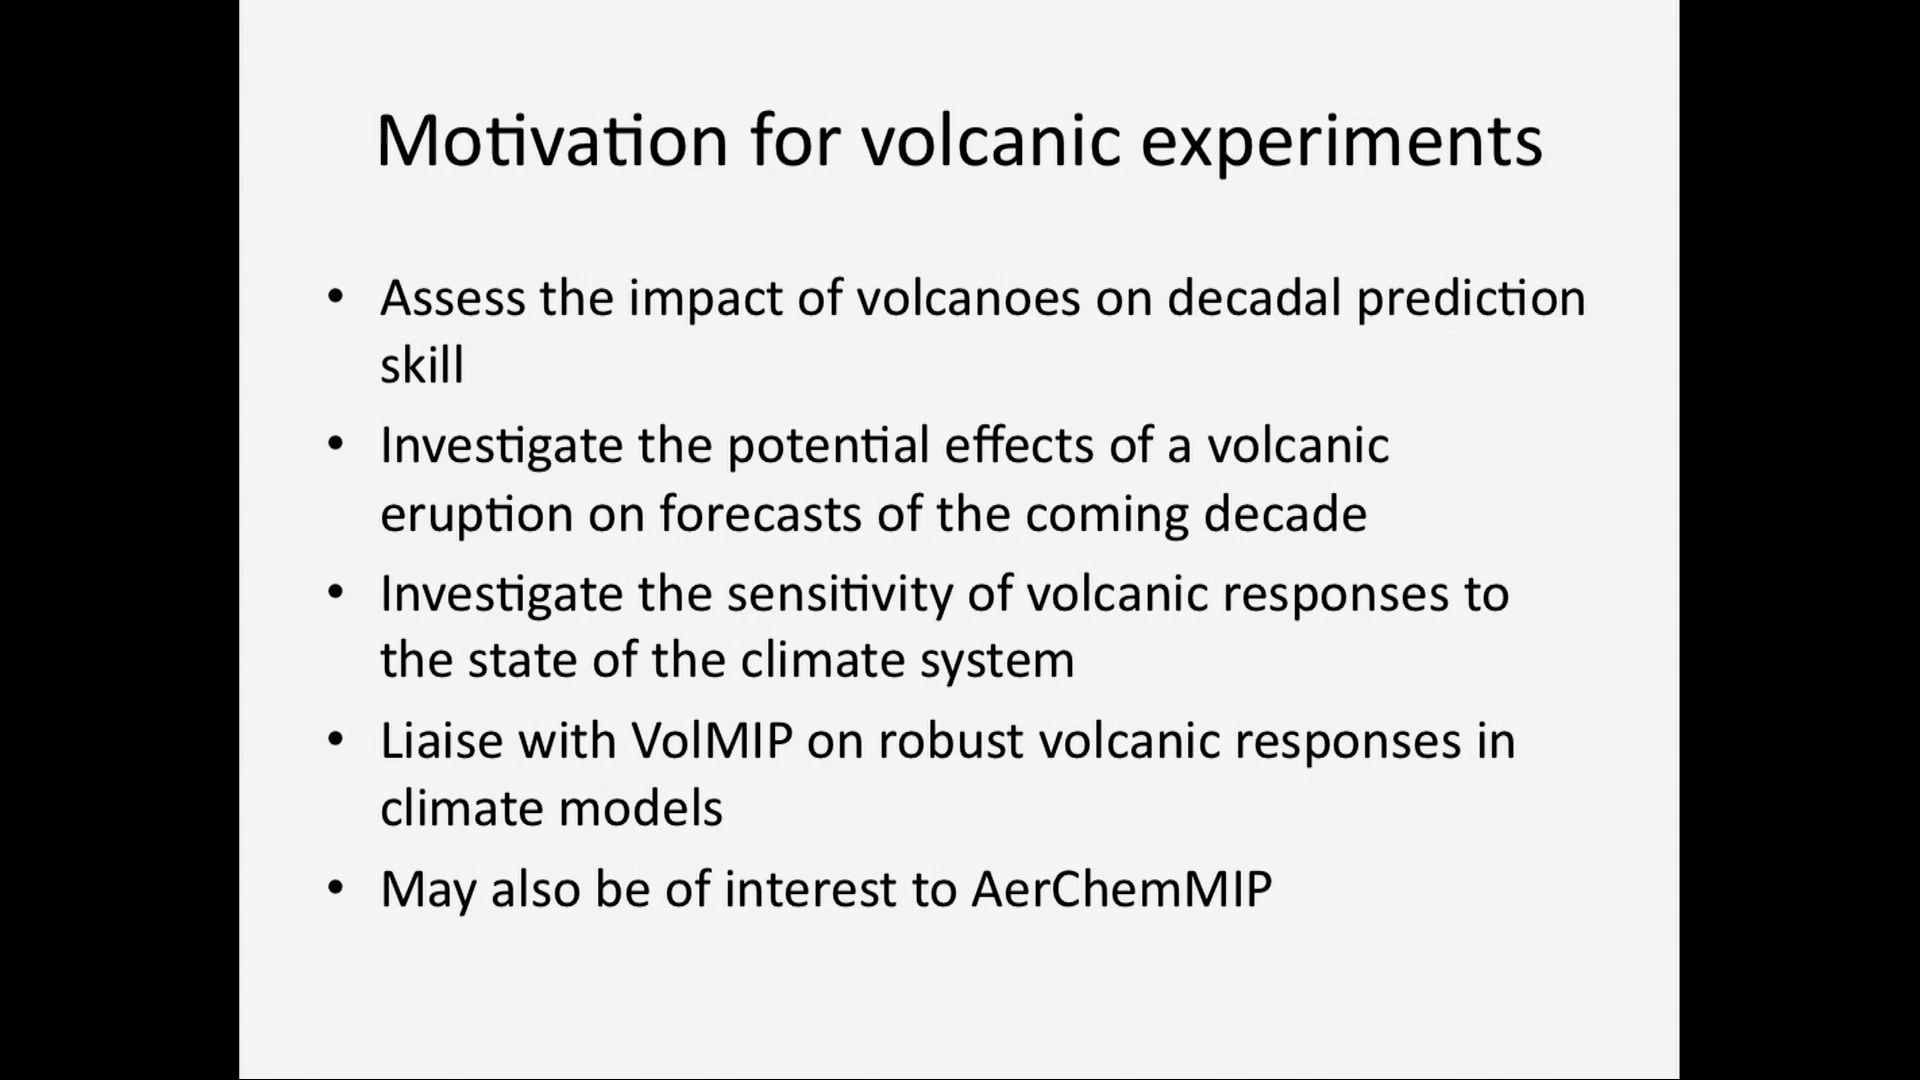 Motivation for volcanic experiments
• Assess the impact of volcanoes on decadal prediction
skill
• Investigate the potential effects of a volcanic
eruption on forecasts of the coming decade
• Investigate the sensitivity of volcanic responses to
the state of the climate system
• Liaise with VolMIP on robust volcanic responses in
climate models
• May also be of interest to AerChemMIP